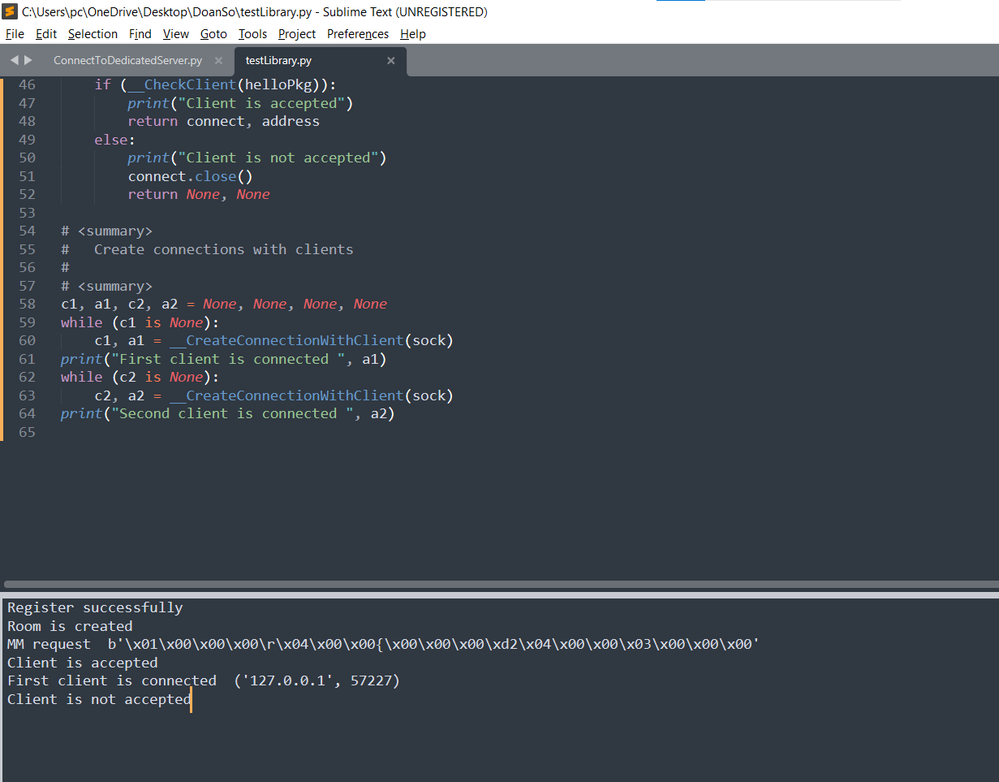 C:\Users\pc\OneDrive\Desktop\DoanSo\testLibrary.py - Sublime Text (UNREGISTERED)
File Edit Selection Find View Goto Tools Project Preferences Help
ConnectToDedicatedServer.py × testLibrary.py ×
46     if (__CheckClient(helloPkg)):
47         print("Client is accepted")
48         return connect, address
49     else:
50         print("Client is not accepted")
51         connect.close()
52         return None, None
53
54 # <summary>
55 #   Create connections with clients
56 #
57 # <summary>
58 c1, a1, c2, a2 = None, None, None, None
59 while (c1 is None):
60     c1, a1 = __CreateConnectionWithClient(sock)
61 print("First client is connected ", a1)
62 while (c2 is None):
63     c2, a2 = __CreateConnectionWithClient(sock)
64 print("Second client is connected ", a2)
65
Register successfully
Room is created
MM request  b'\x01\x00\x00\x00\r\x04\x00\x00{\x00\x00\x00\xd2\x04\x00\x00\x03\x00\x00\x00'
Client is accepted
First client is connected  ('127.0.0.1', 57227)
Client is not accepted